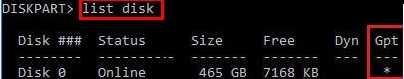 DISKPART> list disk
Disk ### Status Size Free Dyn Gpt
-------- ------------- ------- ------- --- ---
Disk 0 Online 465 GB 7168 KB *